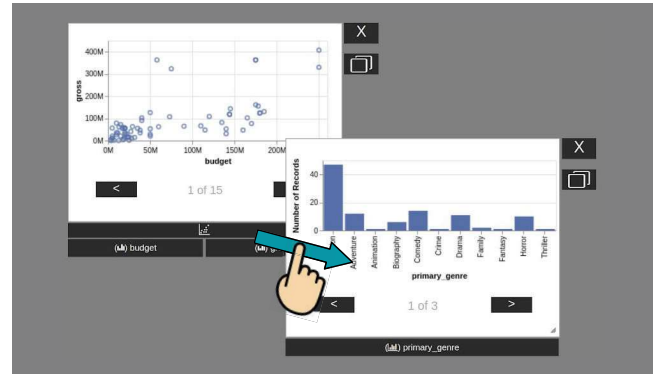 X
400M
300M
200M
100M
0M
gross
0M 50M 100M 150M 200M
budget
< 1 of 15
budget
X
Number of Records
40
20
0
Adventure
Animation
Biography
Comedy
Crime
Drama
Family
Fantasy
Horror
Thriller
primary_genre
< 1 of 3 >
primary_genre